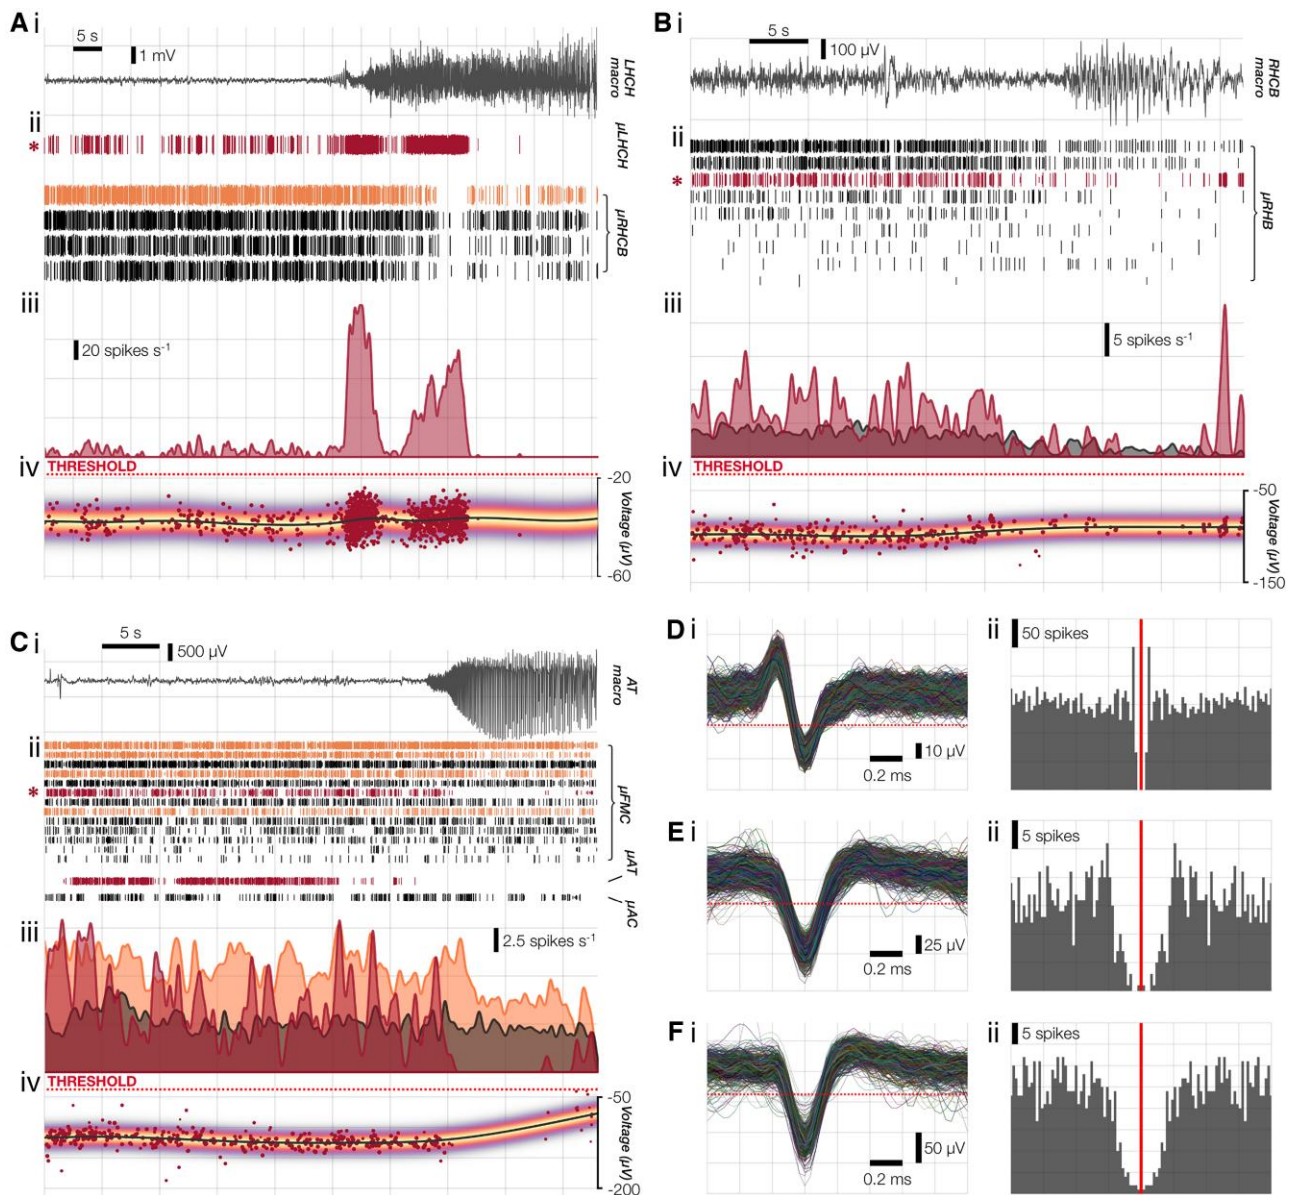 A i
5 s
1 mV
LHCH macro
ii
*
μLHCH
μRHCB
iii
20 spikes s⁻¹
iv
THRESHOLD
-20
Voltage (μV)
-60
B i
5 s
100 μV
RHCB macro
ii
*
μRHB
iii
5 spikes s⁻¹
iv
THRESHOLD
-50
Voltage (μV)
-150
C i
5 s
500 μV
AT macro
ii
*
μFMC
μAT
μAC
iii
2.5 spikes s⁻¹
iv
THRESHOLD
-50
Voltage (μV)
-200
D i
10 μV
0.2 ms
ii
50 spikes
E i
25 μV
0.2 ms
ii
5 spikes
F i
50 μV
0.2 ms
ii
5 spikes